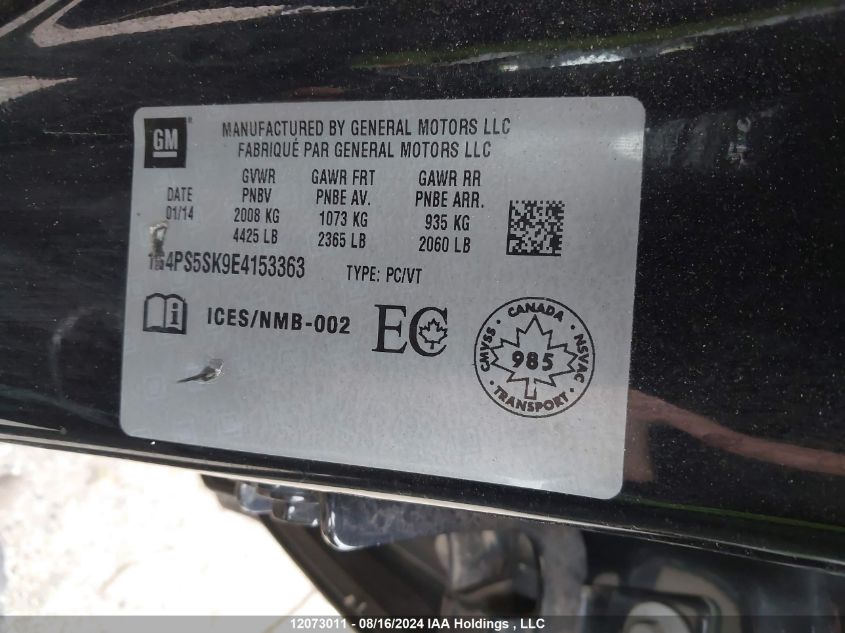 GM ®
MANUFACTURED BY GENERAL MOTORS LLC
FABRIQUÉ PAR GENERAL MOTORS LLC
DATE
01/14
GVWR
PNBV
2008 KG
4425 LB
GAWR FRT
PNBE AV.
1073 KG
2365 LB
GAWR RR
PNBE ARR.
935 KG
2060 LB
TYPE: PC/VT
ICES/NMB-002
EC
CANADA
CMVSS · NSVAC
985
TRANSPORT
12073011 - 08/16/2024 IAA Holdings , LLC